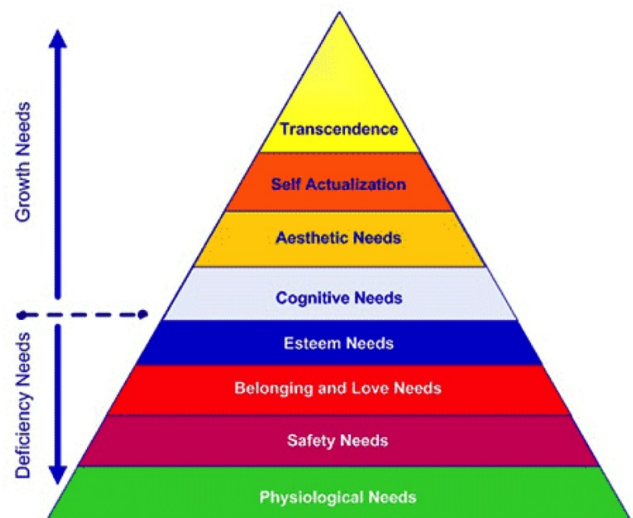 Growth Needs
Deficiency Needs
Transcendence
Self Actualization
Aesthetic Needs
Cognitive Needs
Esteem Needs
Belonging and Love Needs
Safety Needs
Physiological Needs